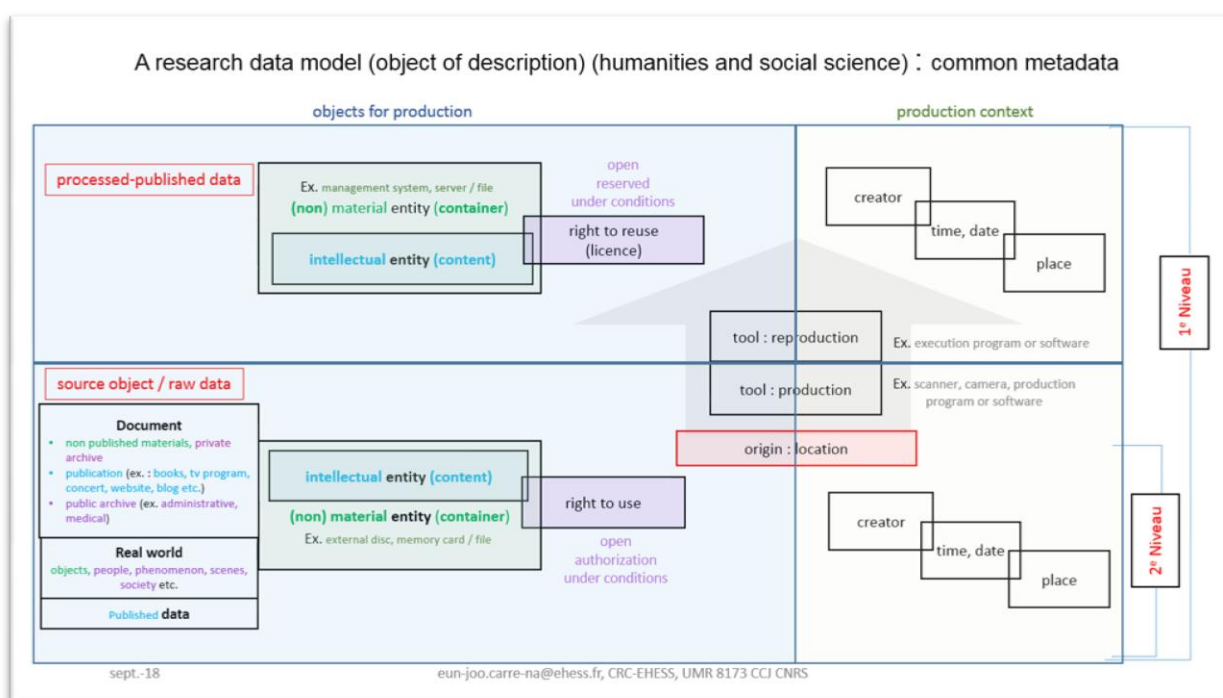 A research data model (object of description) (humanities and social science) : common metadata
objects for production
production context
processed-published data
Ex. management system, server / file
(non) material entity (container)
intellectual entity (content)
open
reserved
under conditions
right to reuse
(licence)
creator
time, date
place
tool : reproduction
Ex. execution program or software
1e Niveau
source object / raw data
Document
• non published materials, private
archive
• publication (ex. : books, tv program,
concert, website, blog etc.)
• public archive (ex. administrative,
medical)
Real world
objects, people, phenomenon, scenes,
society etc.
Published data
intellectual entity (content)
(non) material entity (container)
Ex. external disc, memory card / file
right to use
open
authorization
under conditions
tool : production
Ex. scanner, camera, production
program or software
origin : location
creator
time, date
place
2e Niveau
sept.-18
eun-joo.carre-na@ehess.fr, CRC-EHESS, UMR 8173 CCJ CNRS